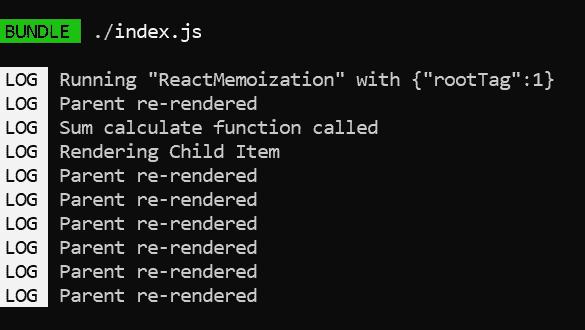 BUNDLE ./index.js
LOG Running "ReactMemoization" with {"rootTag":1}
LOG Parent re-rendered
LOG Sum calculate function called
LOG Rendering Child Item
LOG Parent re-rendered
LOG Parent re-rendered
LOG Parent re-rendered
LOG Parent re-rendered
LOG Parent re-rendered
LOG Parent re-rendered